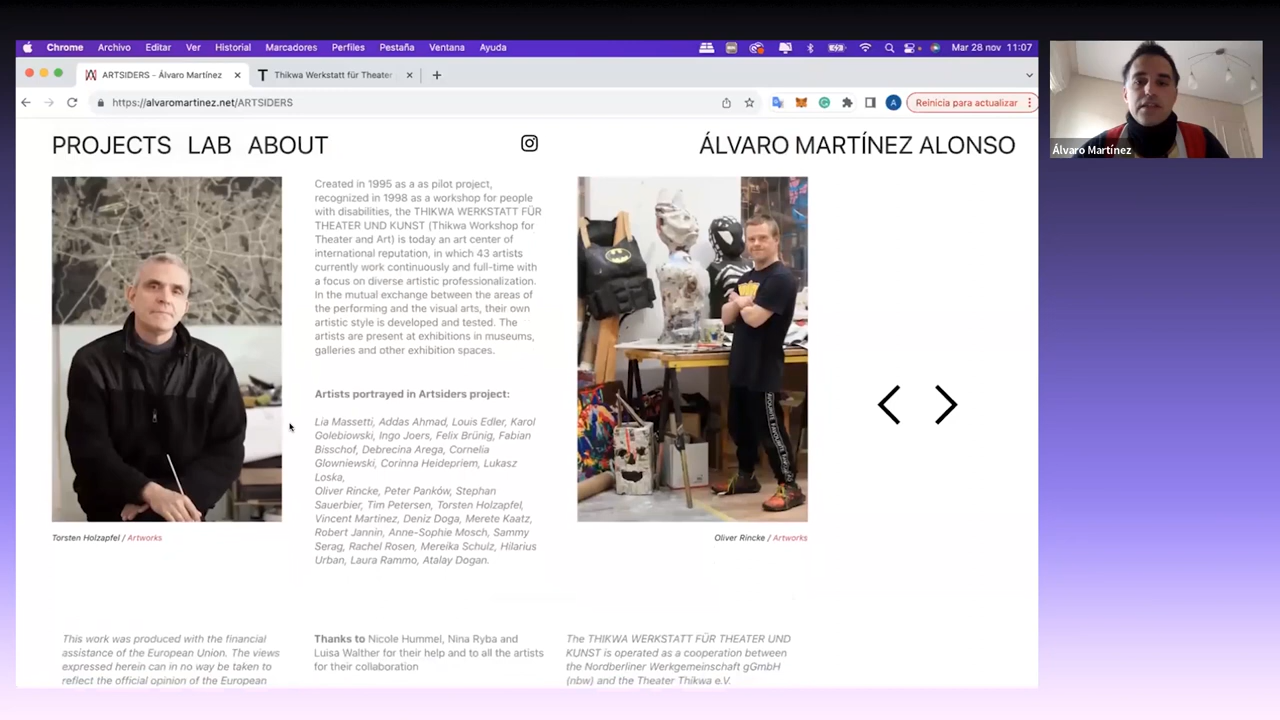 Chrome Archivo Editar Ver Historial Marcadores Perfiles Pestaña Ventana Ayuda
Mar 28 nov 11:07
ARTSIDERS - Álvaro Martínez
Thikwa Werkstatt für Theater
https://alvaromartinez.net/ARTSIDERS
A
Reinicia para actualizar
PROJECTS LAB ABOUT
ÁLVARO MARTÍNEZ ALONSO
Created in 1995 as a as pilot project,
recognized in 1998 as a workshop for people
with disabilities, the THIKWA WERKSTATT FÜR
THEATER UND KUNST (Thikwa Workshop for
Theater and Art) is today an art center of
international reputation, in which 43 artists
currently work continuously and full-time with
a focus on diverse artistic professionalization.
In the mutual exchange between the areas of
the performing and the visual arts, their own
artistic style is developed and tested. The
artists are present at exhibitions in museums,
galleries and other exhibition spaces.
Artists portrayed in Artsiders project:
Lia Massetti, Addas Ahmad, Louis Edler, Karol
Golebiowski, Ingo Joers, Felix Brünig, Fabian
Bisschof, Debrecina Arega, Cornelia
Glowniewski, Corinna Heidepriem, Lukasz
Loska,
Oliver Rincke, Peter Panków, Stephan
Sauerbier, Tim Petersen, Torsten Holzapfel,
Vincent Martinez, Deniz Doga, Merete Kaatz,
Robert Jannin, Anne-Sophie Mosch, Sammy
Serag, Rachel Rosen, Mereika Schulz, Hilarius
Urban, Laura Rammo, Atalay Dogan.
Torsten Holzapfel / Artworks
Oliver Rincke / Artworks
This work was produced with the financial
assistance of the European Union. The views
expressed herein can in no way be taken to
reflect the official opinion of the European
Thanks to Nicole Hummel, Nina Ryba and
Luisa Walther for their help and to all the artists
for their collaboration
The THIKWA WERKSTATT FÜR THEATER UND
KUNST is operated as a cooperation between
the Nordberliner Werkgemeinschaft gGmbH
(nbw) and the Theater Thikwa e.V.
Álvaro Martínez